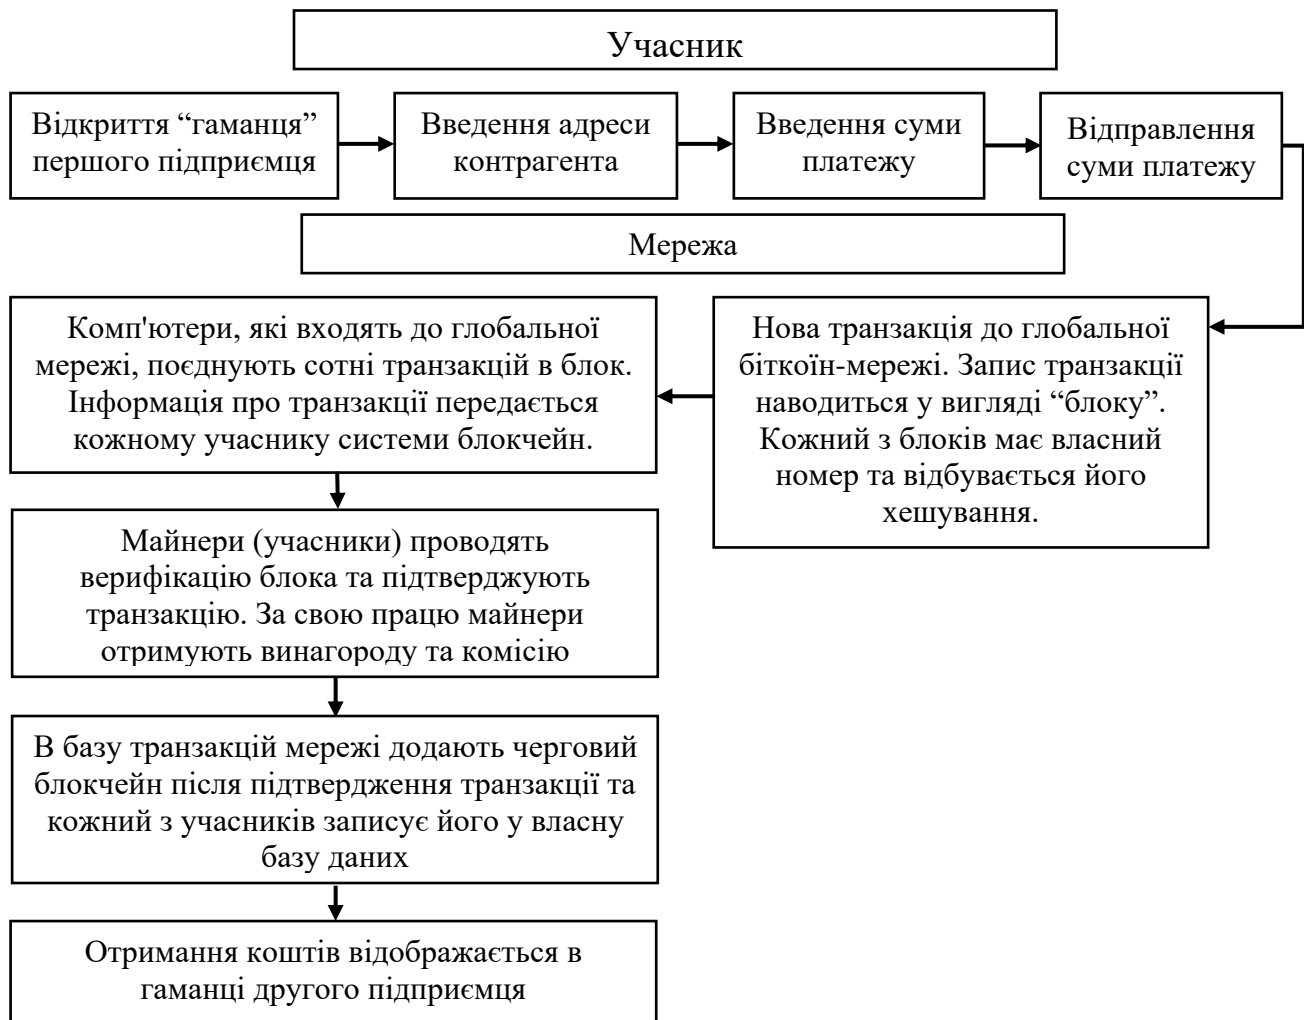 Учасник
Відкриття “гаманця”
першого підприємця
Введення адреси
контрагента
Введення суми
платежу
Відправлення
суми платежу
Мережа
Нова транзакція до глобальної
біткоїн-мережі. Запис транзакції
наводиться у вигляді “блоку”.
Кожний з блоків має власний
номер та відбувається його
хешування.
Комп'ютери, які входять до глобальної
мережі, поєднують сотні транзакцій в блок.
Інформація про транзакції передається
кожному учаснику системи блокчейн.
Майнери (учасники) проводять
верифікацію блока та підтверджують
транзакцію. За свою працю майнери
отримують винагороду та комісію
В базу транзакцій мережі додають черговий
блокчейн після підтвердження транзакції та
кожний з учасників записує його у власну
базу даних
Отримання коштів відображається в
гаманці другого підприємця